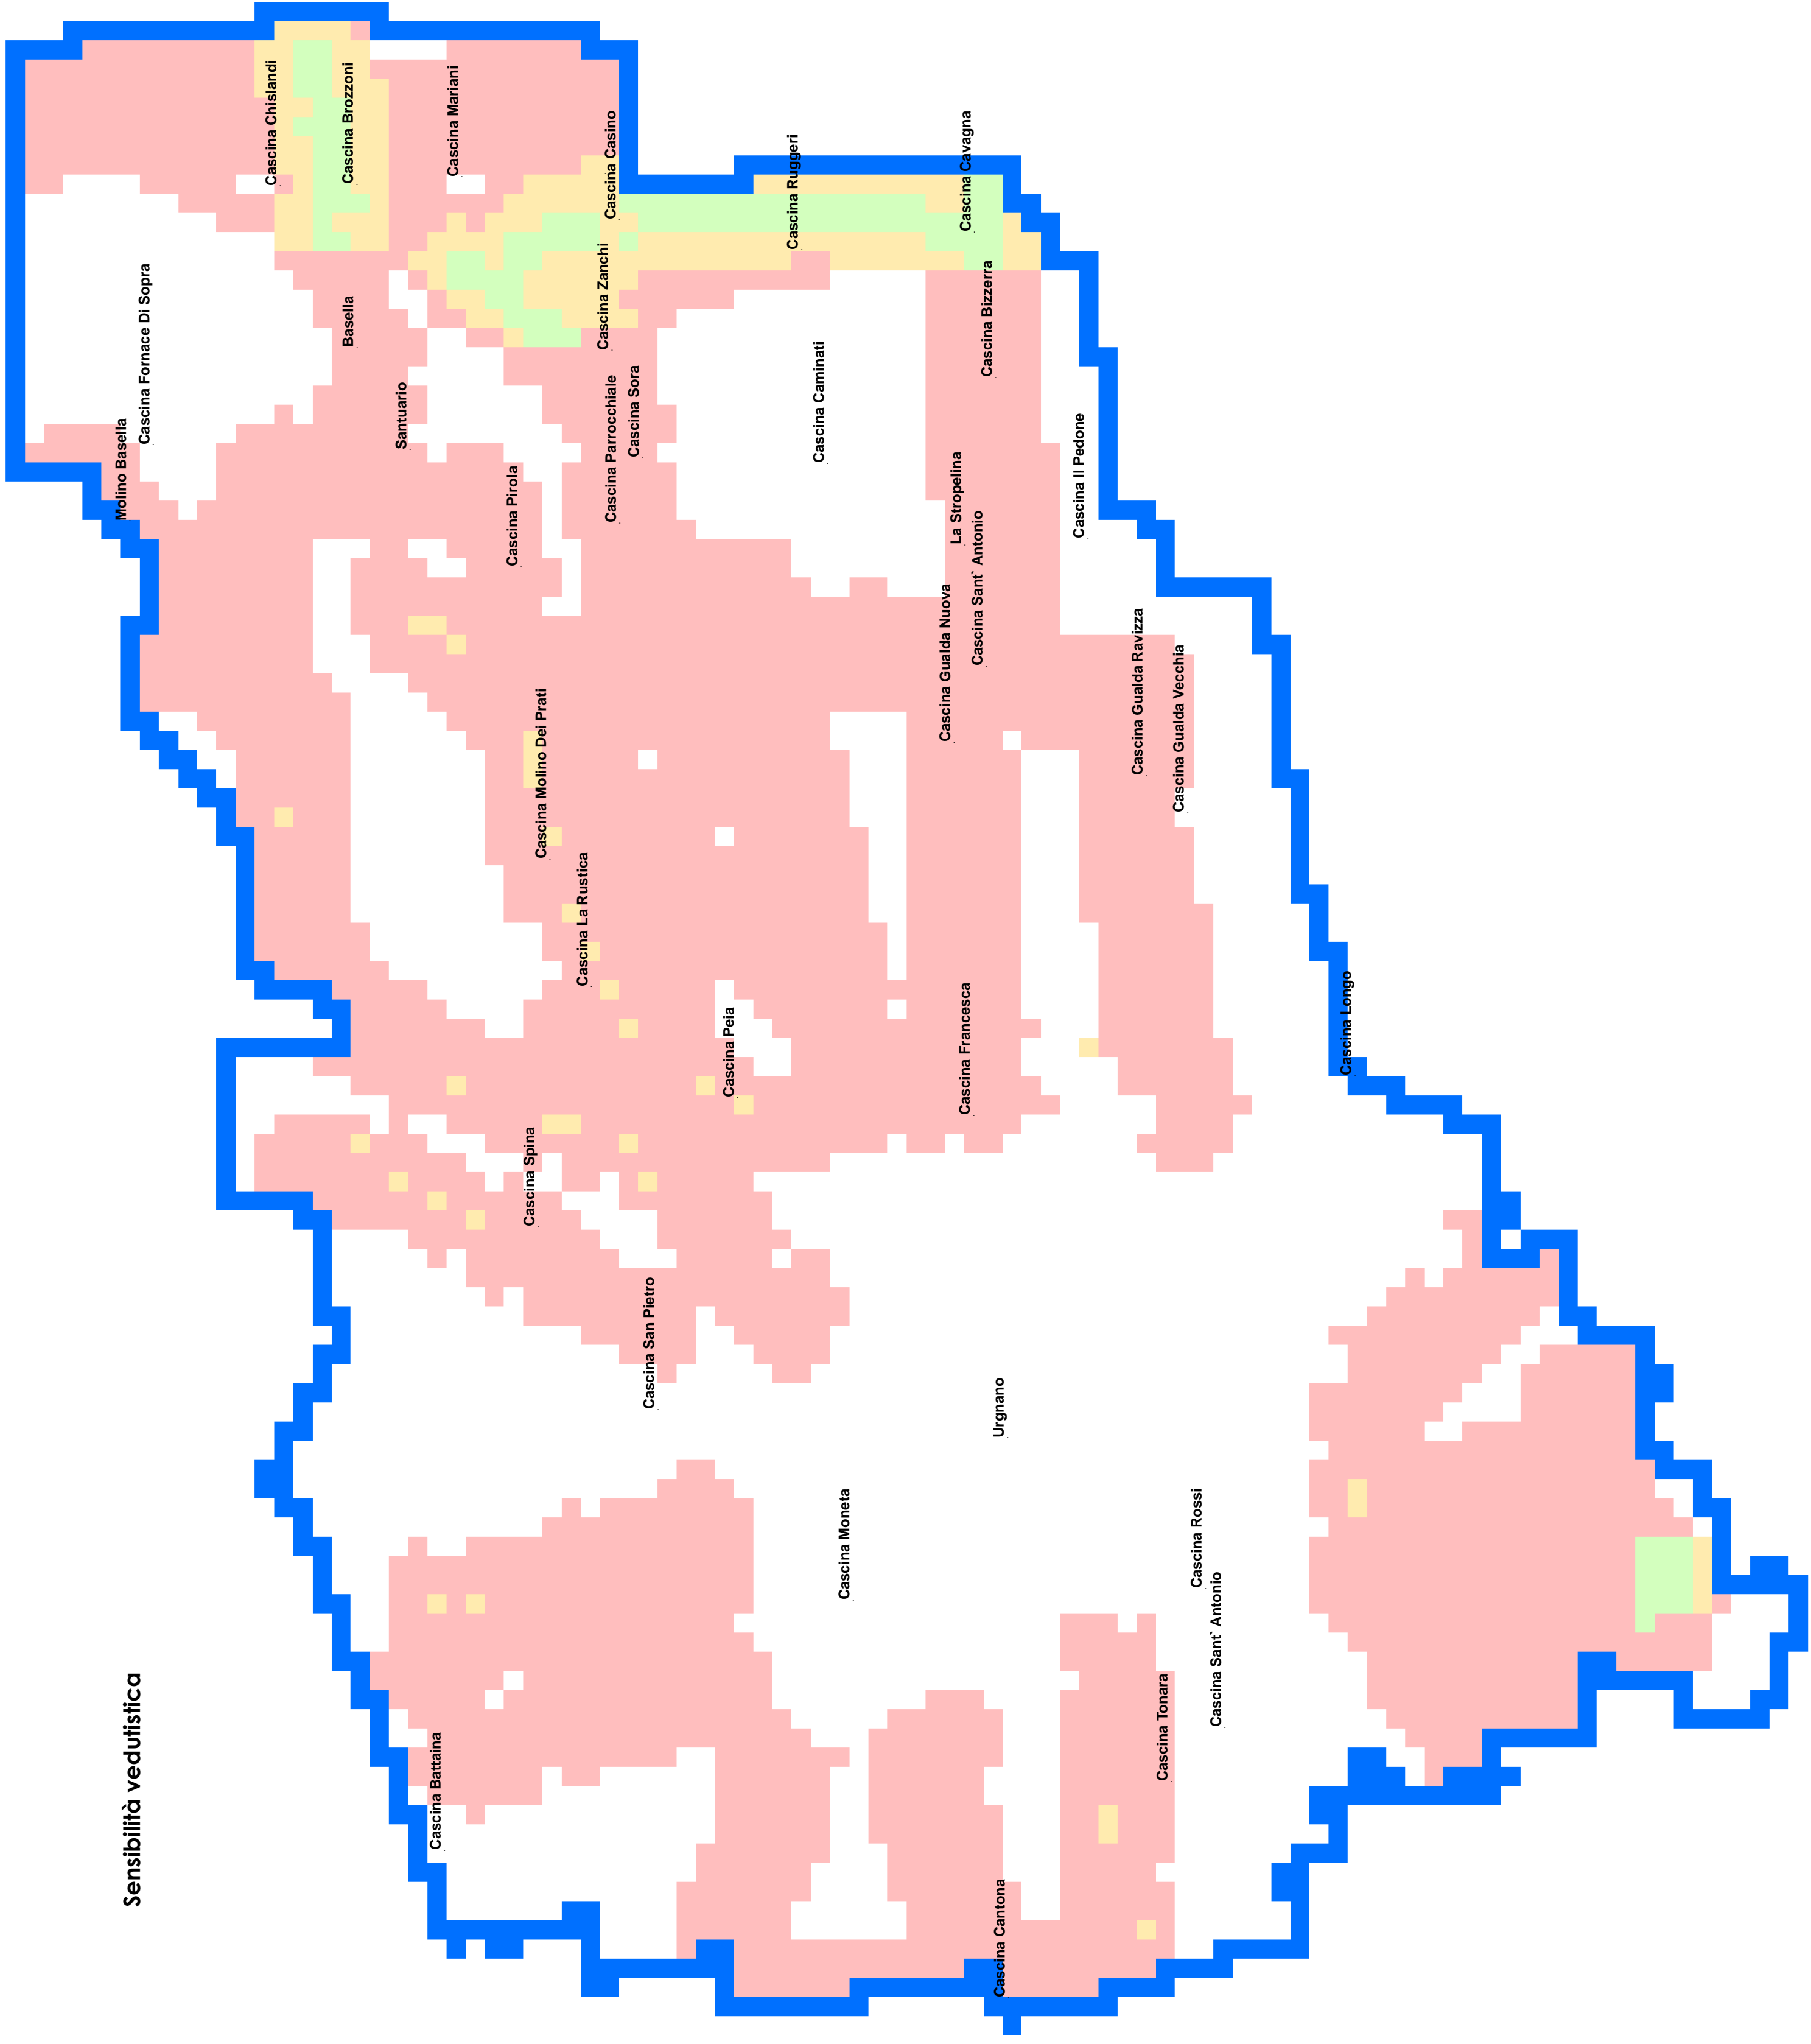 Sensibilità vedutistica
Molino Basella
Cascina Fornace Di Sopra
Cascina Ghislandi
Cascina Brozzoni
Basella
Santuario
Cascina Battaina
Cascina Mariani
Cascina Pirola
Cascina Spina
Cascina Molino Dei Prati
Cascina La Rustica
Cascina Zanchi
Cascina Casino
Cascina Parrocchiale
Cascina Sora
Cascina San Pietro
Cascina Peia
Cascina Ruggeri
Cascina Caminati
Cascina Moneta
Cascina Gualda Nuova
La Stropelina
Cascina Francesca
Cascina Cavagna
Cascina Sant` Antonio
Cascina Bizzerra
Urgnano
Cascina Cantona
Cascina Il Pedone
Cascina Gualda Ravizza
Cascina Tonara
Cascina Gualda Vecchia
Cascina Rossi
Cascina Sant` Antonio
Cascina Longo